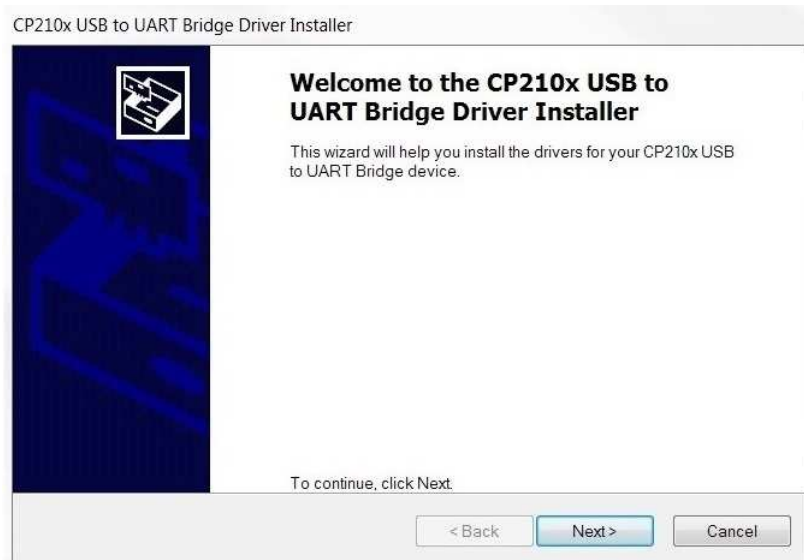 CP210x USB to UART Bridge Driver Installer
Welcome to the CP210x USB to
UART Bridge Driver Installer
This wizard will help you install the drivers for your CP210x USB
to UART Bridge device.
To continue, click Next.
< Back
Next >
Cancel